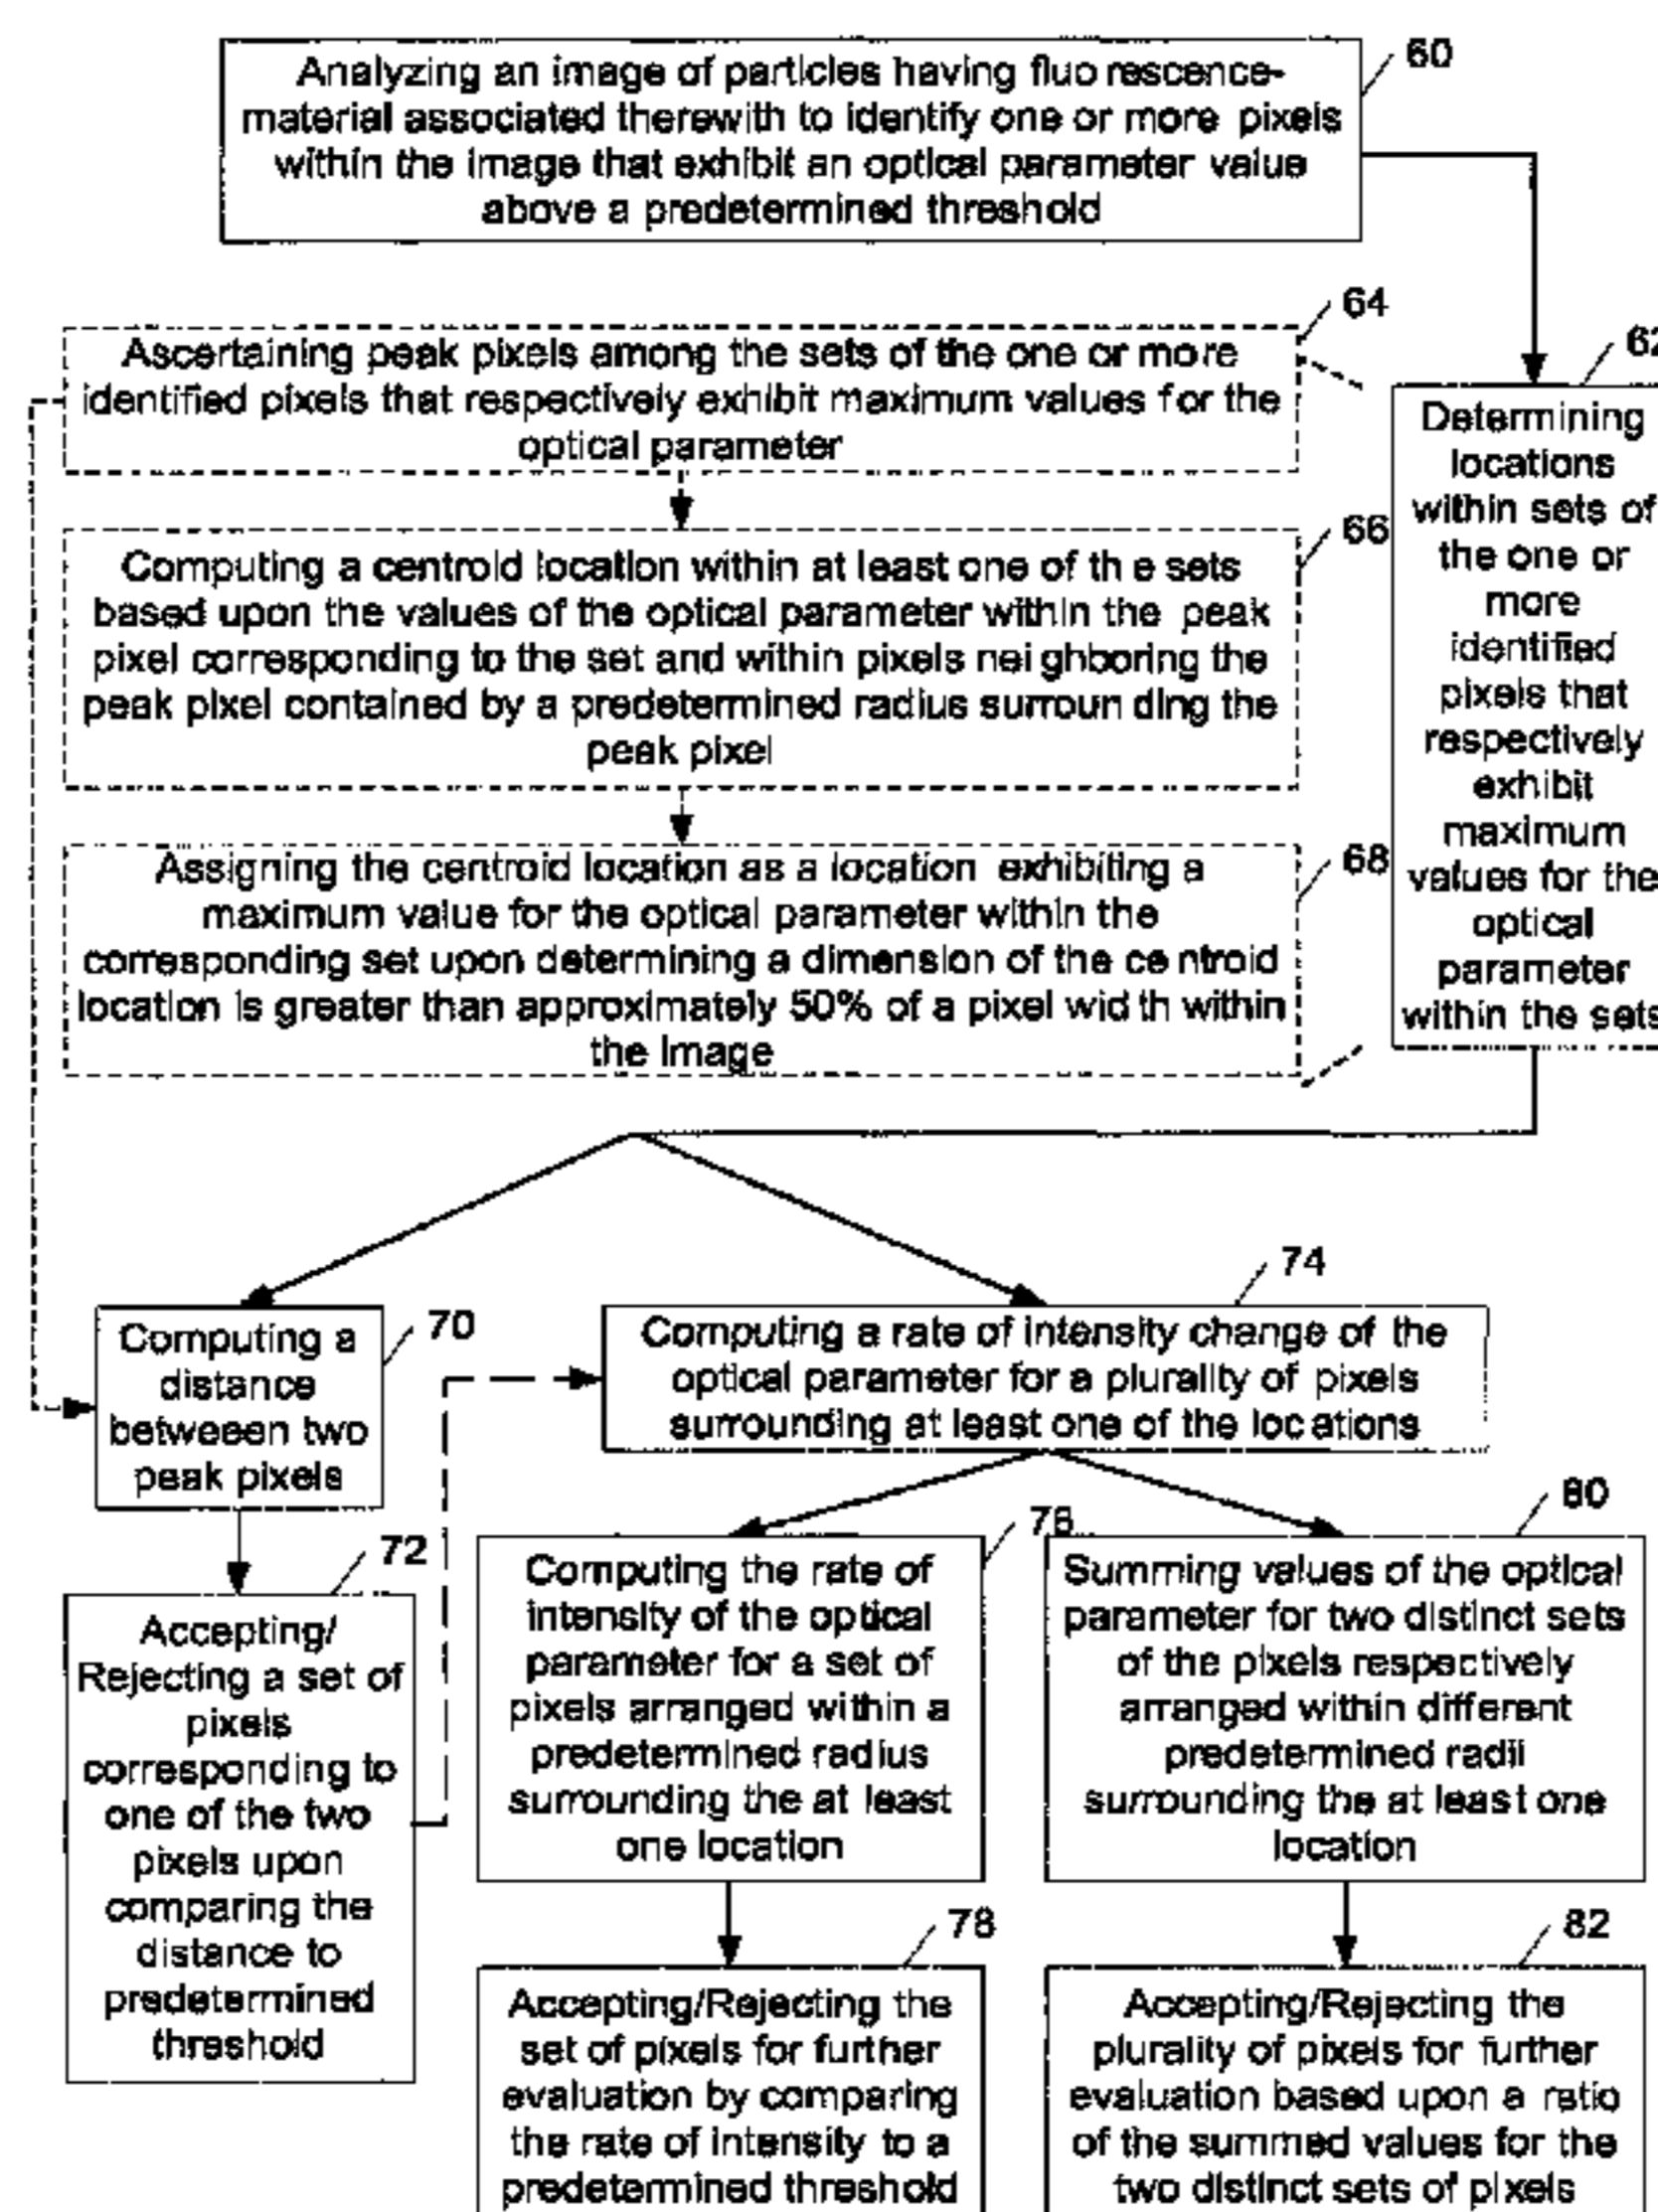 60
Analyzing an image of particles having fluo rescence-
material associated therewith to identify one or more pixels
within the image that exhibit an optical parameter value
above a predetermined threshold
64
Ascertaining peak pixels among the sets of the one or more
identified pixels that respectively exhibit maximum values for the
optical parameter
62
Determining
locations
within sets of
the one or
more
identified
pixels that
respectively
exhibit
maximum
values for the
optical
parameter
within the sets
66
Computing a centroid location within at least one of th e sets
based upon the values of the optical parameter within the peak
pixel corresponding to the set and within pixels nei ghboring the
peak pixel contained by a predetermined radius surroun ding the
peak pixel
68
Assigning the centroid location as a location exhibiting a
maximum value for the optical parameter within the
corresponding set upon determining a dimension of the ce ntroid
location is greater than approximately 50% of a pixel wid th within
the image
70
Computing a
distance
betweeen two
peak pixels
74
Computing a rate of intensity change of the
optical parameter for a plurality of pixels
surrounding at least one of the loc ations
72
Accepting/
Rejecting a set of
pixels
corresponding to
one of the two
pixels upon
comparing the
distance to
predetermined
threshold
76
Computing the rate of
intensity of the optical
parameter for a set of
pixels arranged within a
predetermined radius
surrounding the at least
one location
80
Summing values of the optical
parameter for two distinct sets
of the pixels respectively
arranged within different
predetermined radii
surrounding the at least one
location
78
Accepting/Rejecting the
set of pixels for further
evaluation by comparing
the rate of intensity to a
predetermined threshold
82
Accepting/Rejecting the
plurality of pixels for further
evaluation based upon a ratio
of the summed values for the
two distinct sets of pixels